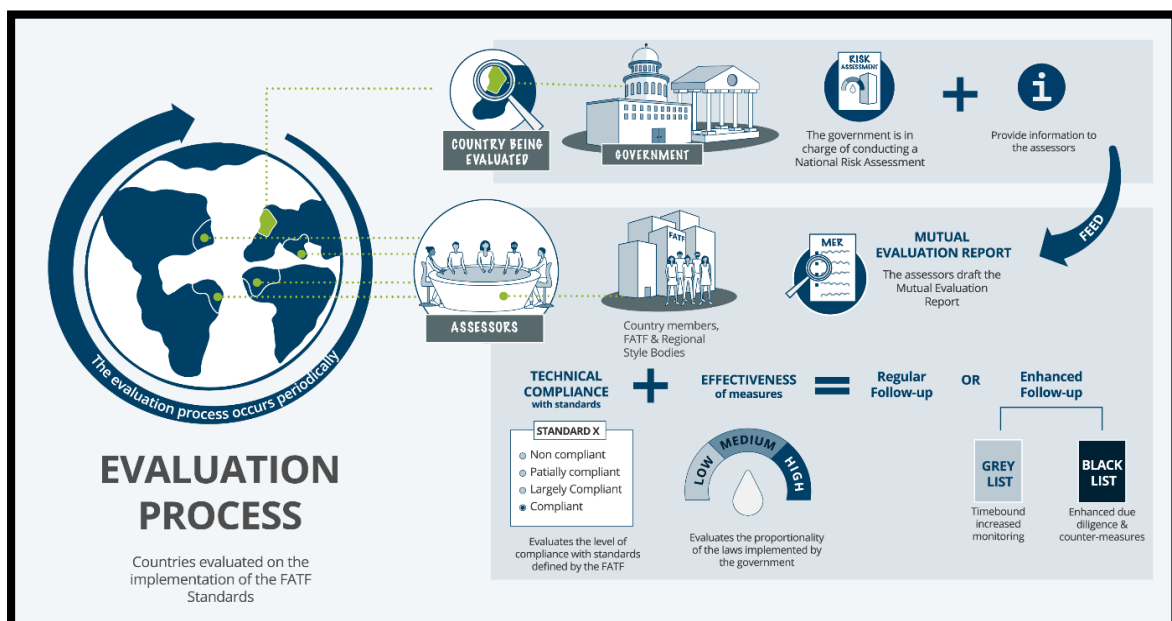 COUNTRY BEING
EVALUATED
GOVERNMENT
RISK
ASSESSMENT
The government is in
charge of conducting a
National Risk Assessment
+
i
Provide information to
the assessors
FEED
The evaluation process occurs periodically
ASSESSORS
FATF
Country members,
FATF & Regional
Style Bodies
MER
MUTUAL
EVALUATION REPORT
The assessors draft the
Mutual Evaluation
Report
TECHNICAL
COMPLIANCE
with standards
+
EFFECTIVENESS
of measures
=
Regular
Follow-up
OR
Enhanced
Follow-up
STANDARD X
Non compliant
Patially compliant
Largely Compliant
Compliant
Evaluates the level of
compliance with standards
defined by the FATF
LOW
MEDIUM
HIGH
Evaluates the proportionality
of the laws implemented by
the government
GREY
LIST
Timebound
increased
monitoring
BLACK
LIST
Enhanced due
diligence &
counter-measures
EVALUATION
PROCESS
Countries evaluated on the
implementation of the FATF
Standards